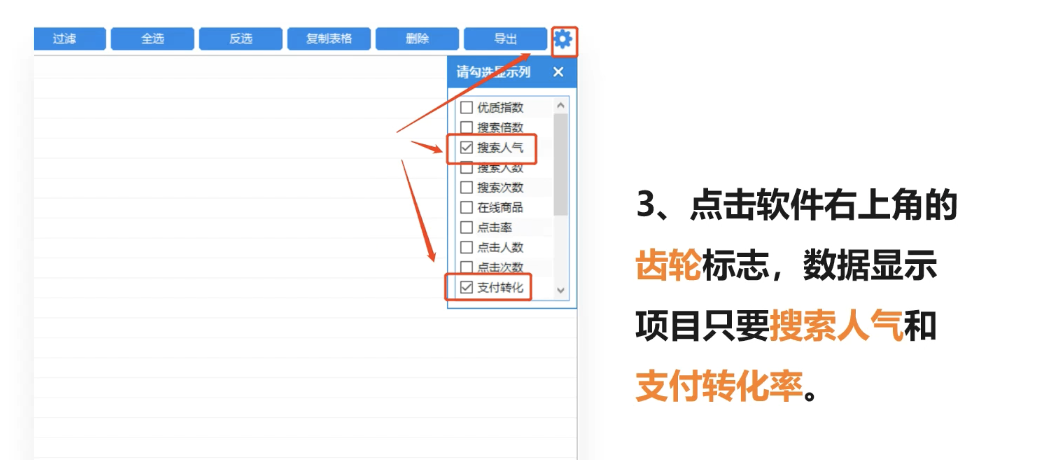 过滤
全选
反选
复制表格
删除
导出
请勾选显示列
优质指数
搜索倍数
搜索人气
搜索人数
搜索次数
在线商品
点击率
点击人数
点击次数
支付转化
3、点击软件右上角的
齿轮标志，数据显示
项目只要搜索人气和
支付转化率。